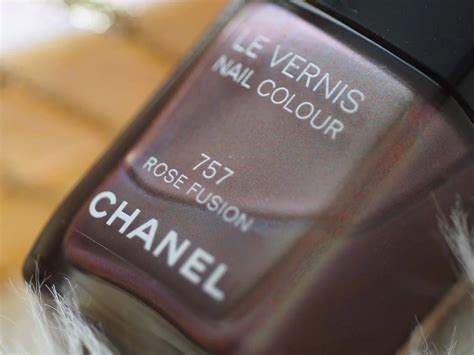 LE VERNIS
NAIL COLOUR
757
ROSE FUSION
CHANEL